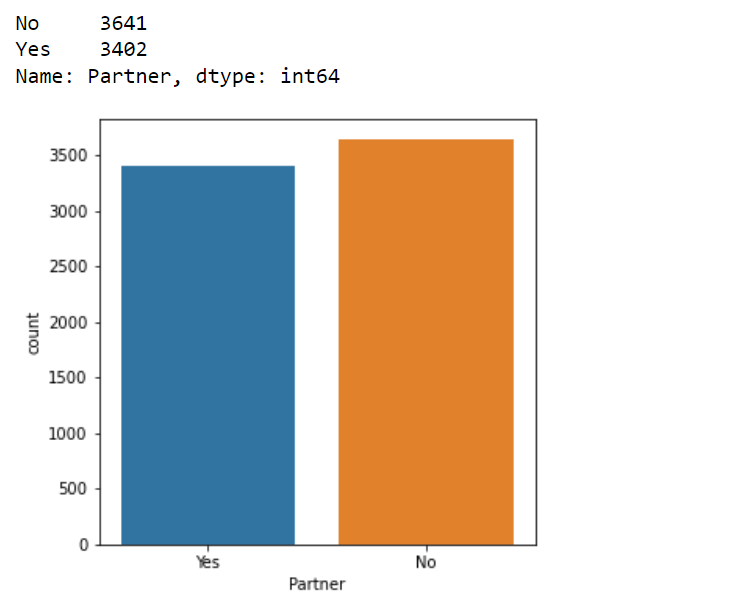 No 3641
Yes 3402
Name: Partner, dtype: int64
3500
3000
2500
2000
1500
1000
500
0
count
Yes No
Partner